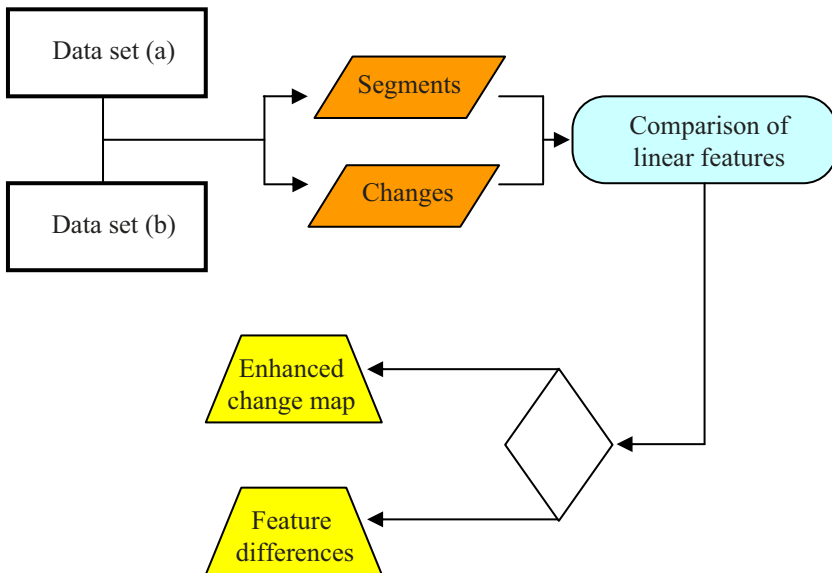 Data set (a)
Segments
Comparison of
linear features
Changes
Data set (b)
Enhanced
change map
Feature
differences